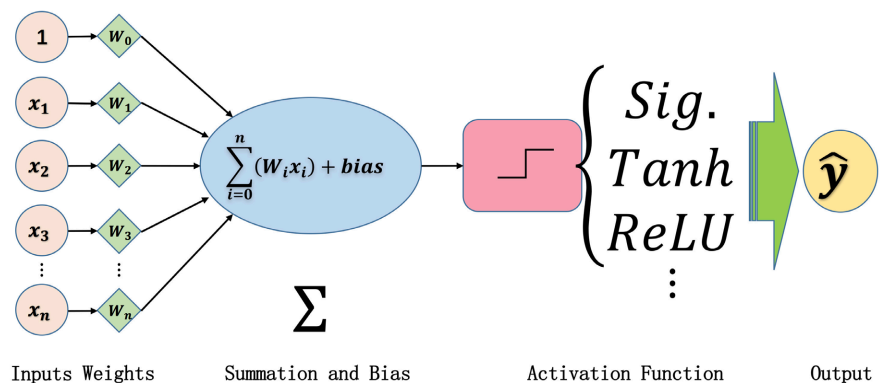 1 W₀
x₁ W₁
x₂ W₂
x₃ W₃
⋮ ⋮
xₙ Wₙ
n
∑(Wᵢxᵢ) + bias
i=0
Σ
Sig.
Tanh
ReLU
⋮
ŷ
Inputs Weights Summation and Bias Activation Function Output